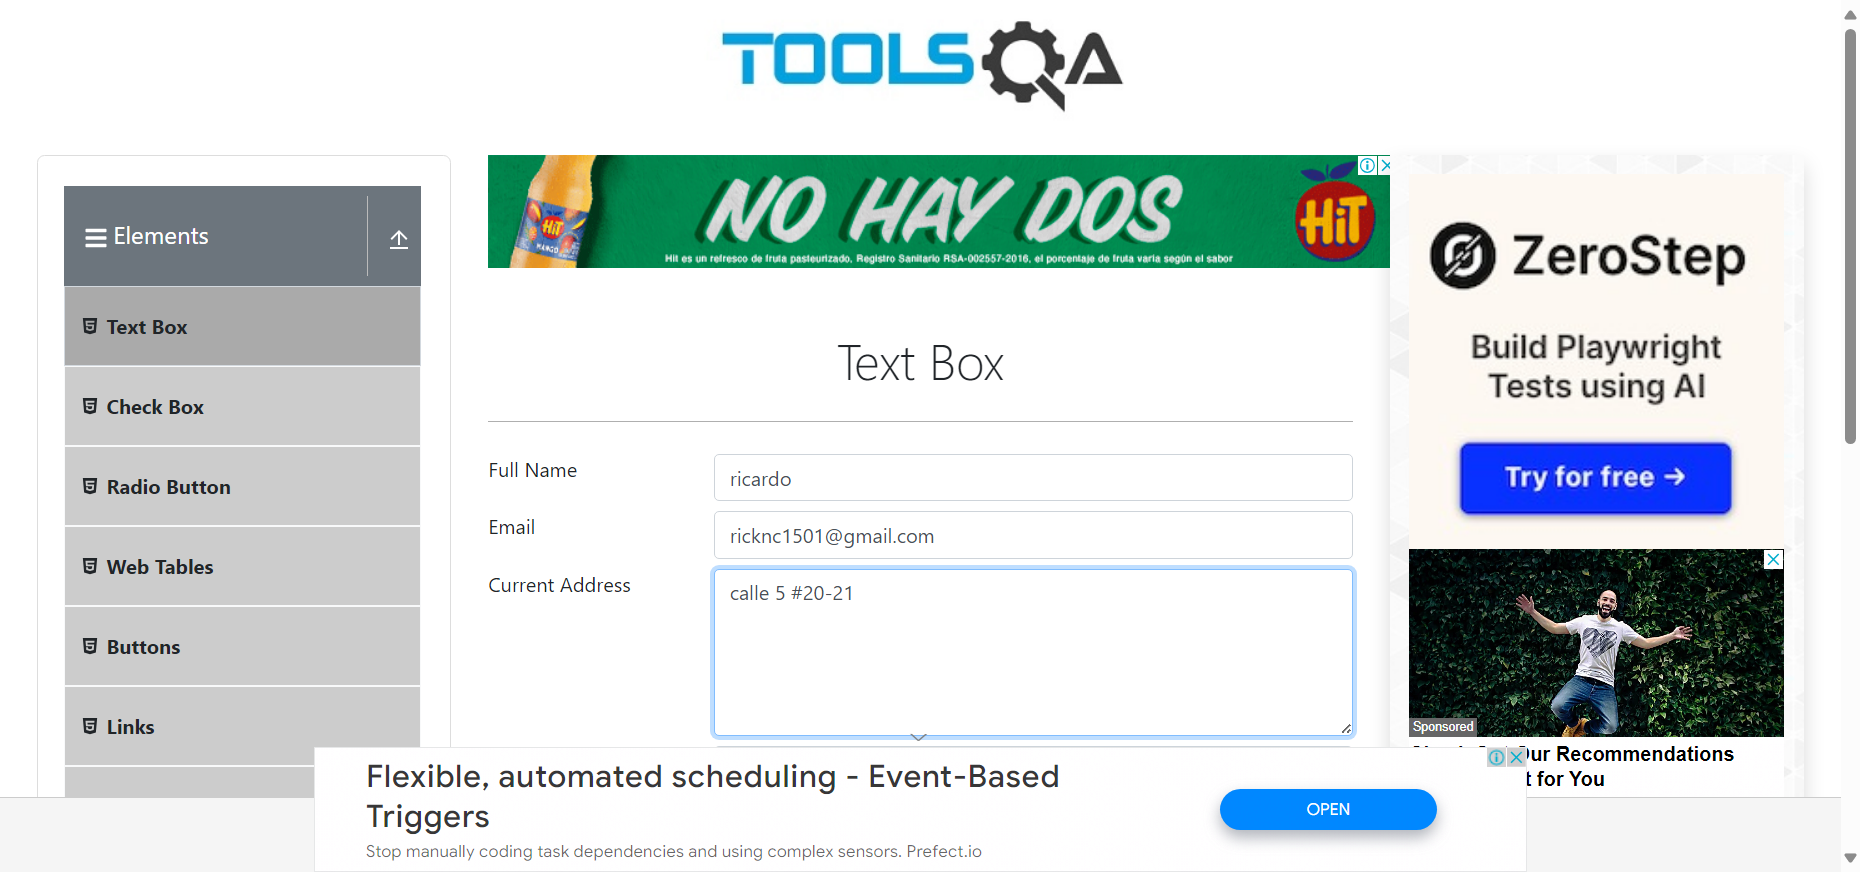 TOOLSQA
Elements
Text Box
Check Box
Radio Button
Web Tables
Buttons
Links
HiT
MANGO
NO HAY DOS
HiT
Hit es un refresco de fruta pasteurizado. Registro Sanitario RSA-002557-2016. el porcentaje de fruta varia según el sabor
Text Box
Full Name
ricardo
Email
ricknc1501@gmail.com
Current Address
calle 5 #20-21
ZeroStep
Build Playwright
Tests using AI
Try for free →
Sponsored
Our Recommendations
t for You
Flexible, automated scheduling - Event-Based
Triggers
Stop manually coding task dependencies and using complex sensors. Prefect.io
OPEN